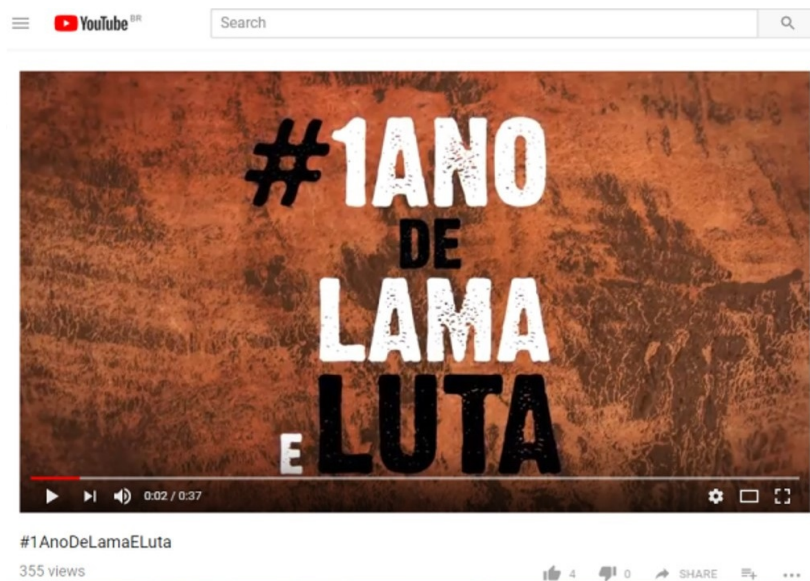 YouTube BR
Search
#1ANO
DE
LAMA
E LUTA
0:02 / 0:37
#1AnoDeLamaELuta
355 views
4
0
SHARE